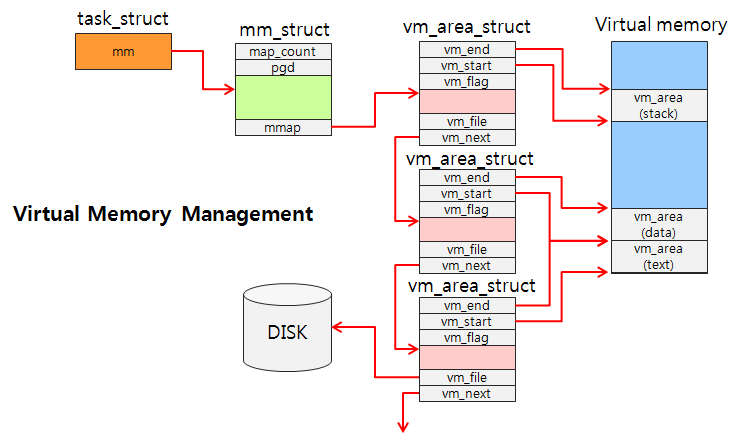 task_struct
mm
mm_struct
map_count
pgd
mmap
vm_area_struct
vm_end
vm_start
vm_flag
vm_file
vm_next
vm_area_struct
vm_end
vm_start
vm_flag
vm_file
vm_next
vm_area_struct
vm_end
vm_start
vm_flag
vm_file
vm_next
Virtual memory
vm_area
(stack)
vm_area
(data)
vm_area
(text)
Virtual Memory Management
DISK